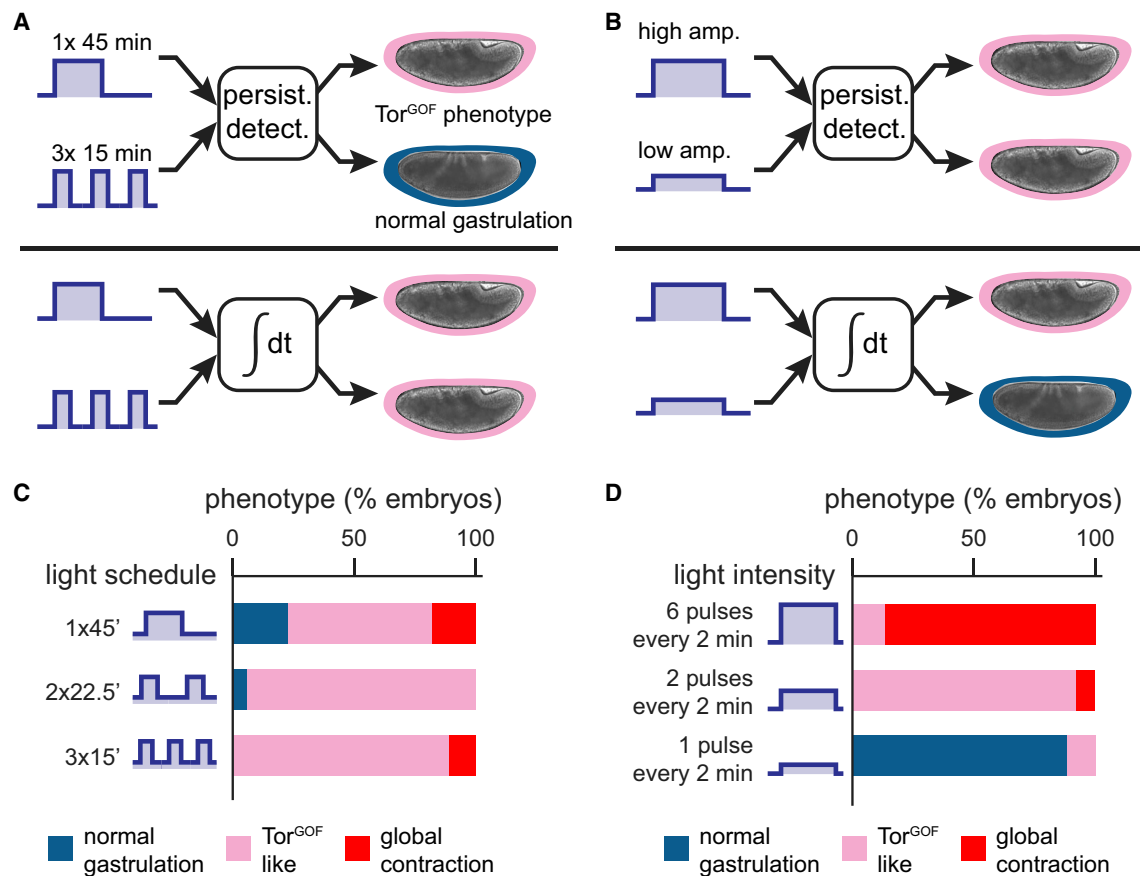 A
1x 45 min
3x 15 min
persist.
detect.
Tor^GOF phenotype
normal gastrulation
∫ dt
B
high amp.
low amp.
persist.
detect.
∫ dt
C
phenotype (% embryos)
0 50 100
light schedule
1x45’
2x22.5’
3x15’
normal
gastrulation
Tor^GOF
like
global
contraction
D
phenotype (% embryos)
0 50 100
light intensity
6 pulses
every 2 min
2 pulses
every 2 min
1 pulse
every 2 min
normal
gastrulation
Tor^GOF
like
global
contraction